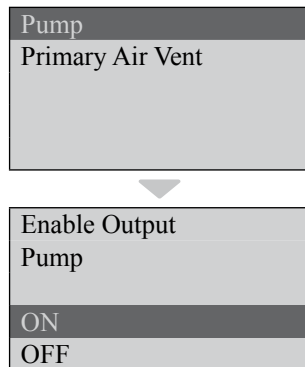 Pump
Primary Air Vent
Enable Output
Pump
ON
OFF